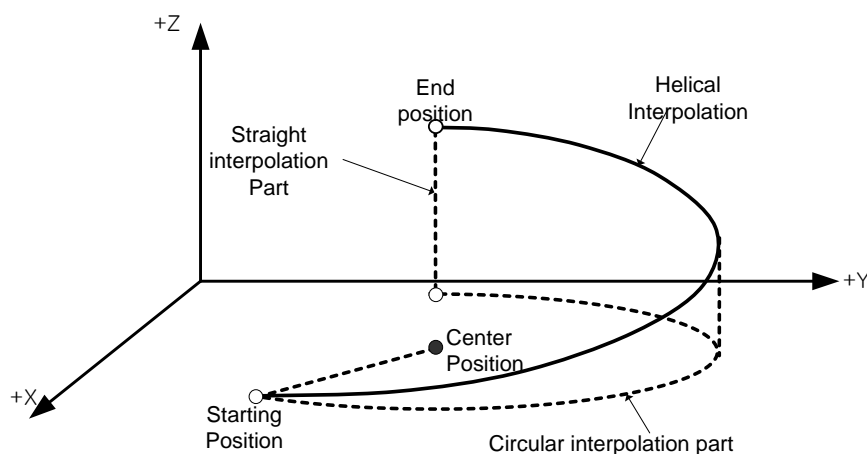 +Z
End
position
Helical
Interpolation
Straight
interpolation
Part
+Y
Center
Position
+X
Starting
Position
Circular interpolation part